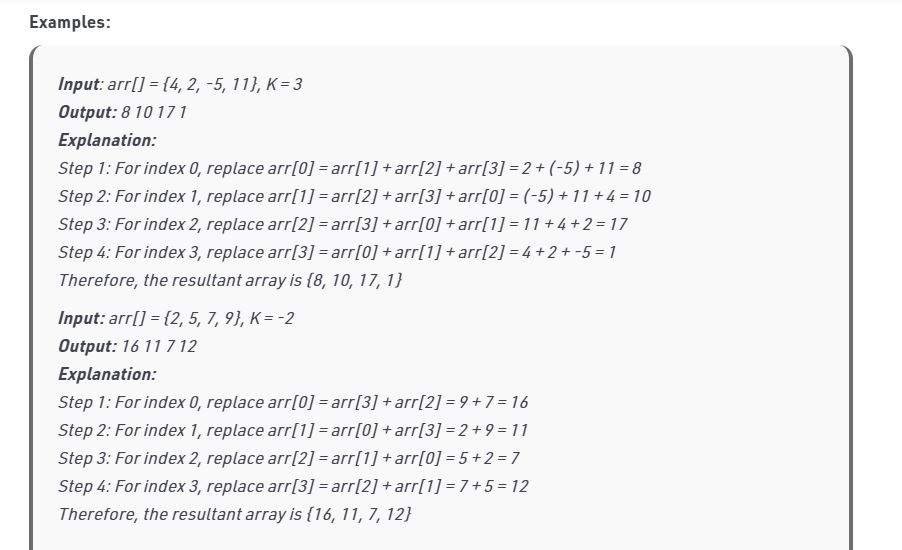 Examples:
Input: arr[] = {4, 2, -5, 11}, K = 3
Output: 8 10 17 1
Explanation:
Step 1: For index 0, replace arr[0] = arr[1] + arr[2] + arr[3] = 2 + (-5) + 11 = 8
Step 2: For index 1, replace arr[1] = arr[2] + arr[3] + arr[0] = (-5) + 11 + 4 = 10
Step 3: For index 2, replace arr[2] = arr[3] + arr[0] + arr[1] = 11 + 4 + 2 = 17
Step 4: For index 3, replace arr[3] = arr[0] + arr[1] + arr[2] = 4 + 2 + -5 = 1
Therefore, the resultant array is {8, 10, 17, 1}
Input: arr[] = {2, 5, 7, 9}, K = -2
Output: 16 11 7 12
Explanation:
Step 1: For index 0, replace arr[0] = arr[3] + arr[2] = 9 + 7 = 16
Step 2: For index 1, replace arr[1] = arr[0] + arr[3] = 2 + 9 = 11
Step 3: For index 2, replace arr[2] = arr[1] + arr[0] = 5 + 2 = 7
Step 4: For index 3, replace arr[3] = arr[2] + arr[1] = 7 + 5 = 12
Therefore, the resultant array is {16, 11, 7, 12}